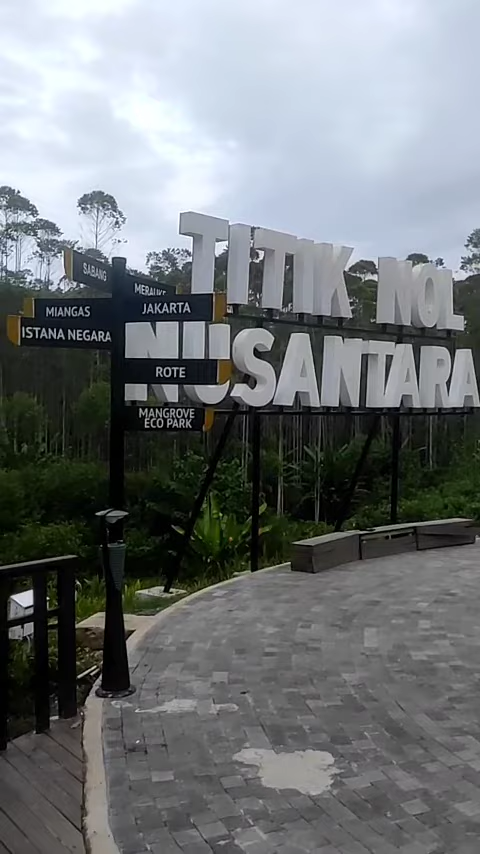 TITIK NOL
NUSANTARA
SABANG
MERAUKE
MIANGAS
JAKARTA
ISTANA NEGARA
ROTE
MANGROVE
ECO PARK